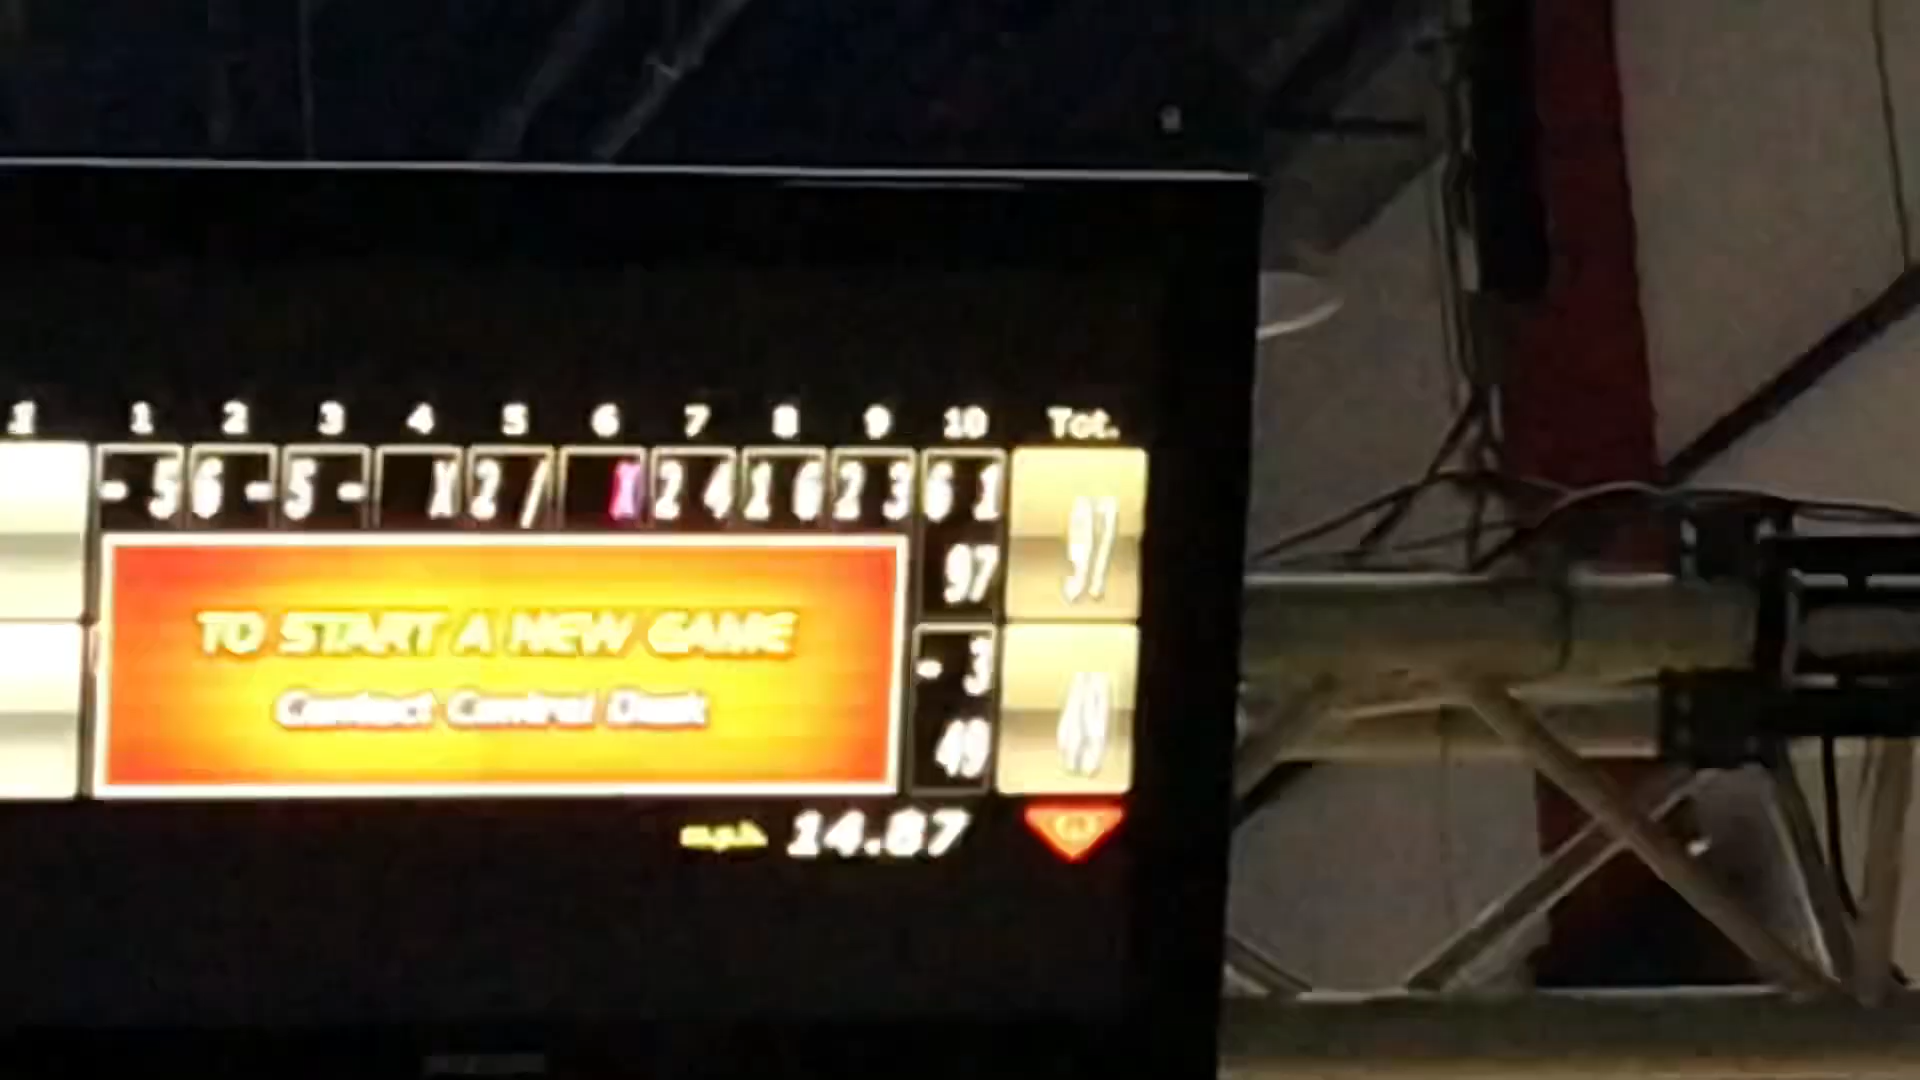 1 2 3 4 5 6 7 8 9 10 Tot.
- 5 6 - 5 - X 2 / X 2 4 1 6 2 3 6 1
97 97
TO START A NEW GAME
Contact Control Desk
- 3
49 49
m.p.h. 14.87